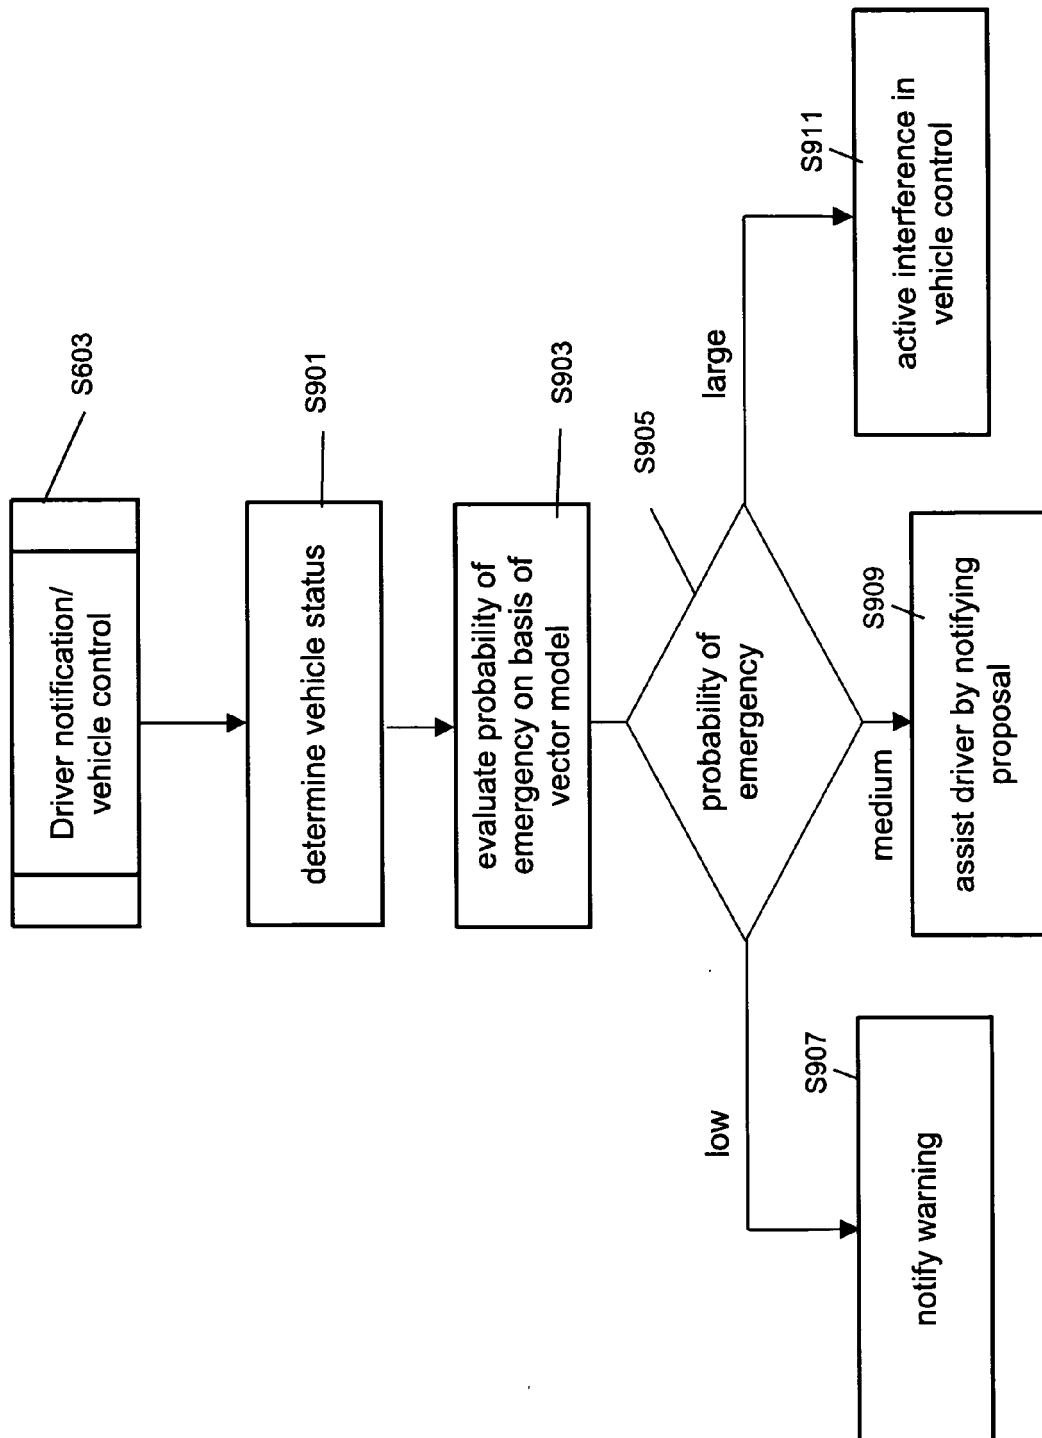 S603
Driver notification/
vehicle control
S901
determine vehicle status
S903
evaluate probability of
emergency on basis of
vector model
S905
probability of
emergency
low
medium
large
S907
notify warning
S909
assist driver by notifying
proposal
S911
active interference in
vehicle control